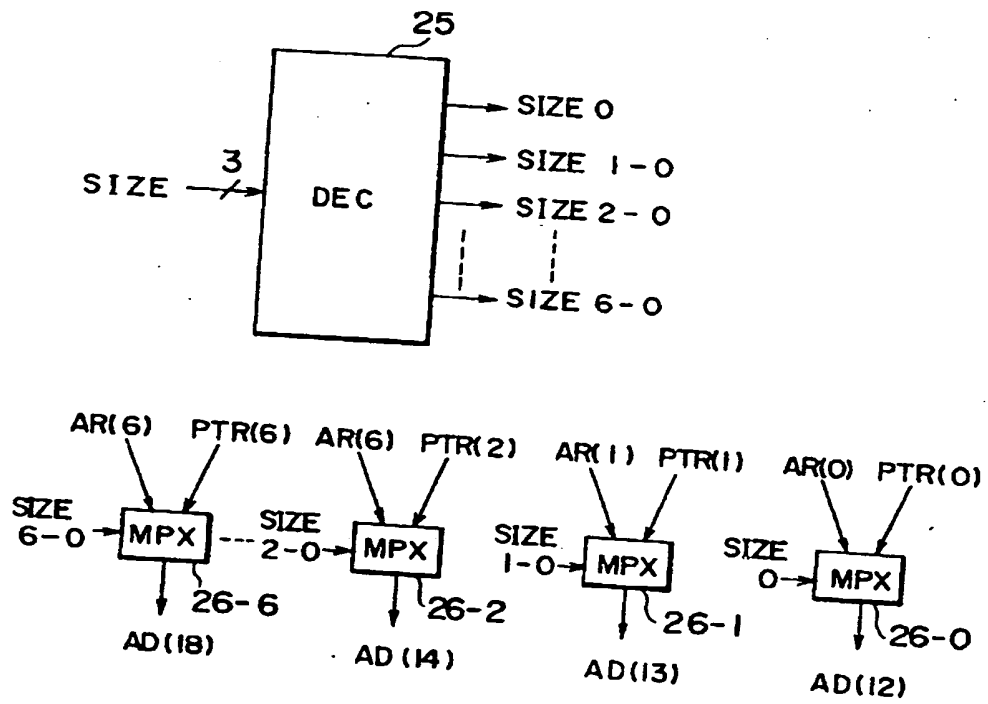 25
SIZE 0
3
SIZE 1-0
SIZE
DEC
SIZE 2-0
SIZE 6-0
AR(6) PTR(6) AR(6) PTR(2) AR(1) PTR(1) AR(0) PTR(0)
SIZE 6-0 MPX SIZE 2-0 MPX SIZE 1-0 MPX SIZE 0 MPX
26-6 26-2 26-1 26-0
AD(18) AD(14) AD(13) AD(12)